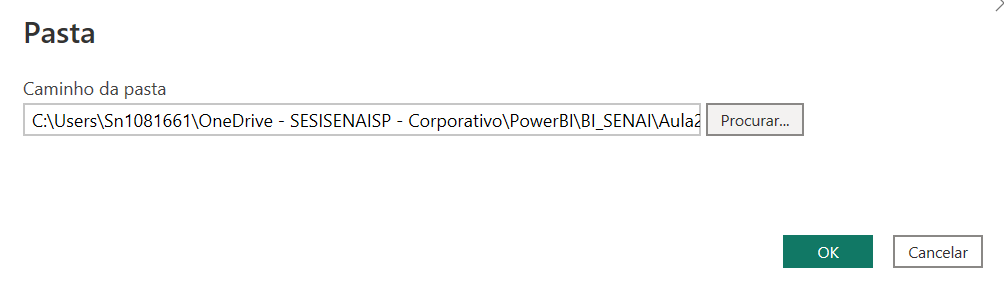 Pasta
Caminho da pasta
C:\Users\Sn1081661\OneDrive - SESISENAISP - Corporativo\PowerBI\BI_SENAI\Aula2
Procurar...
OK
Cancelar